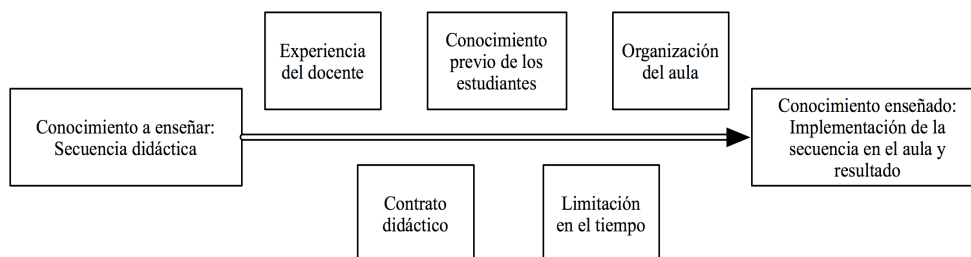 Experiencia
del docente
Conocimiento
previo de los
estudiantes
Organización
del aula
Conocimiento a enseñar:
Secuencia didáctica
Conocimiento enseñado:
Implementación de la
secuencia en el aula y
resultado
Contrato
didáctico
Limitación
en el tiempo